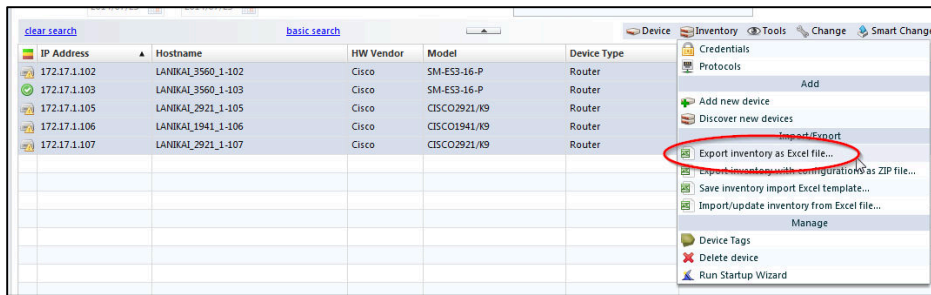 clear search basic search Device Inventory Tools Change Smart Change
IP Address Hostname HW Vendor Model Device Type
172.17.1.102 LANIKAI_3560_1-102 Cisco SM-ES3-16-P Router
172.17.1.103 LANIKAI_3560_1-103 Cisco SM-ES3-16-P Router
172.17.1.105 LANIKAI_2921_1-105 Cisco CISCO2921/K9 Router
172.17.1.106 LANIKAI_1941_1-106 Cisco CISCO1941/K9 Router
172.17.1.107 LANIKAI_2921_1-107 Cisco CISCO2921/K9 Router
Credentials
Protocols
Add
Add new device
Discover new devices
Import/Export
Export inventory as Excel file...
Export inventory with configurations as ZIP file...
Save inventory import Excel template...
Import/update inventory from Excel file...
Manage
Device Tags
Delete device
Run Startup Wizard